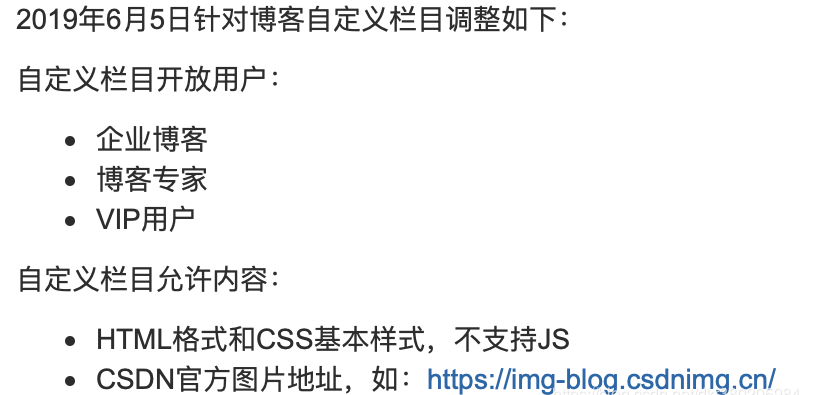 2019年6月5日针对博客自定义栏目调整如下：
自定义栏目开放用户：
企业博客
博客专家
VIP用户
自定义栏目允许内容：
HTML格式和CSS基本样式，不支持JS
CSDN官方图片地址，如：https://img-blog.csdnimg.cn/